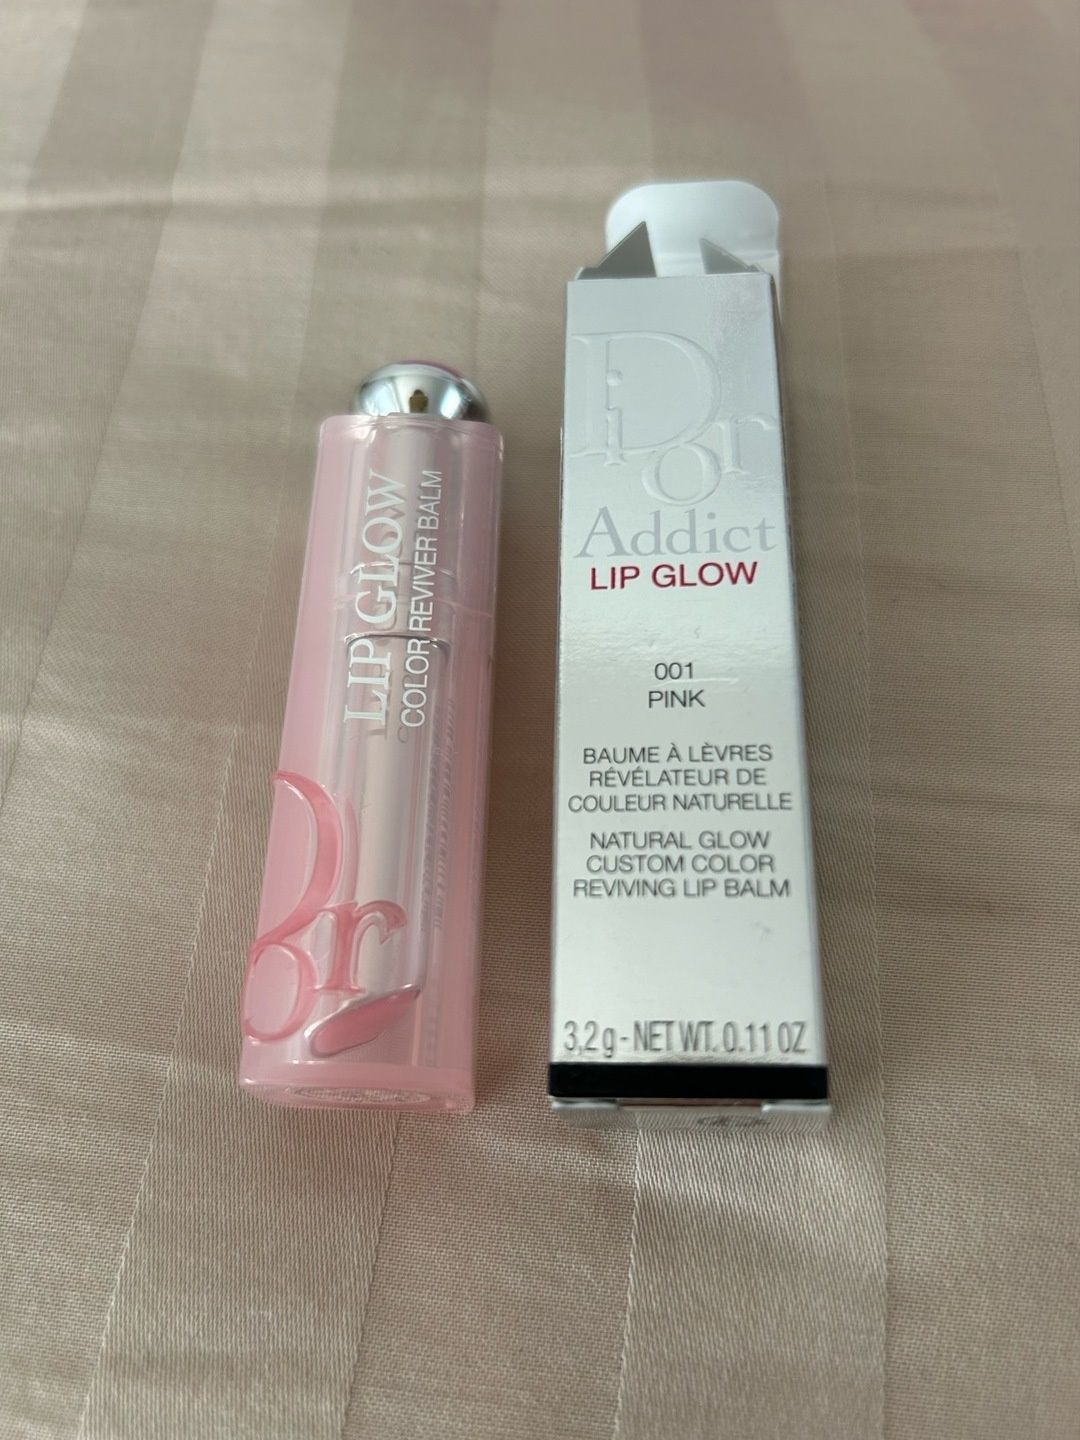 LIP GLOW
COLOR REVIVER BALM
Dior
Dior
Addict
LIP GLOW
001
PINK
BAUME À LÈVRES
RÉVÉLATEUR DE
COULEUR NATURELLE
NATURAL GLOW
CUSTOM COLOR
REVIVING LIP BALM
3,2 g - NET WT. 0.11 OZ